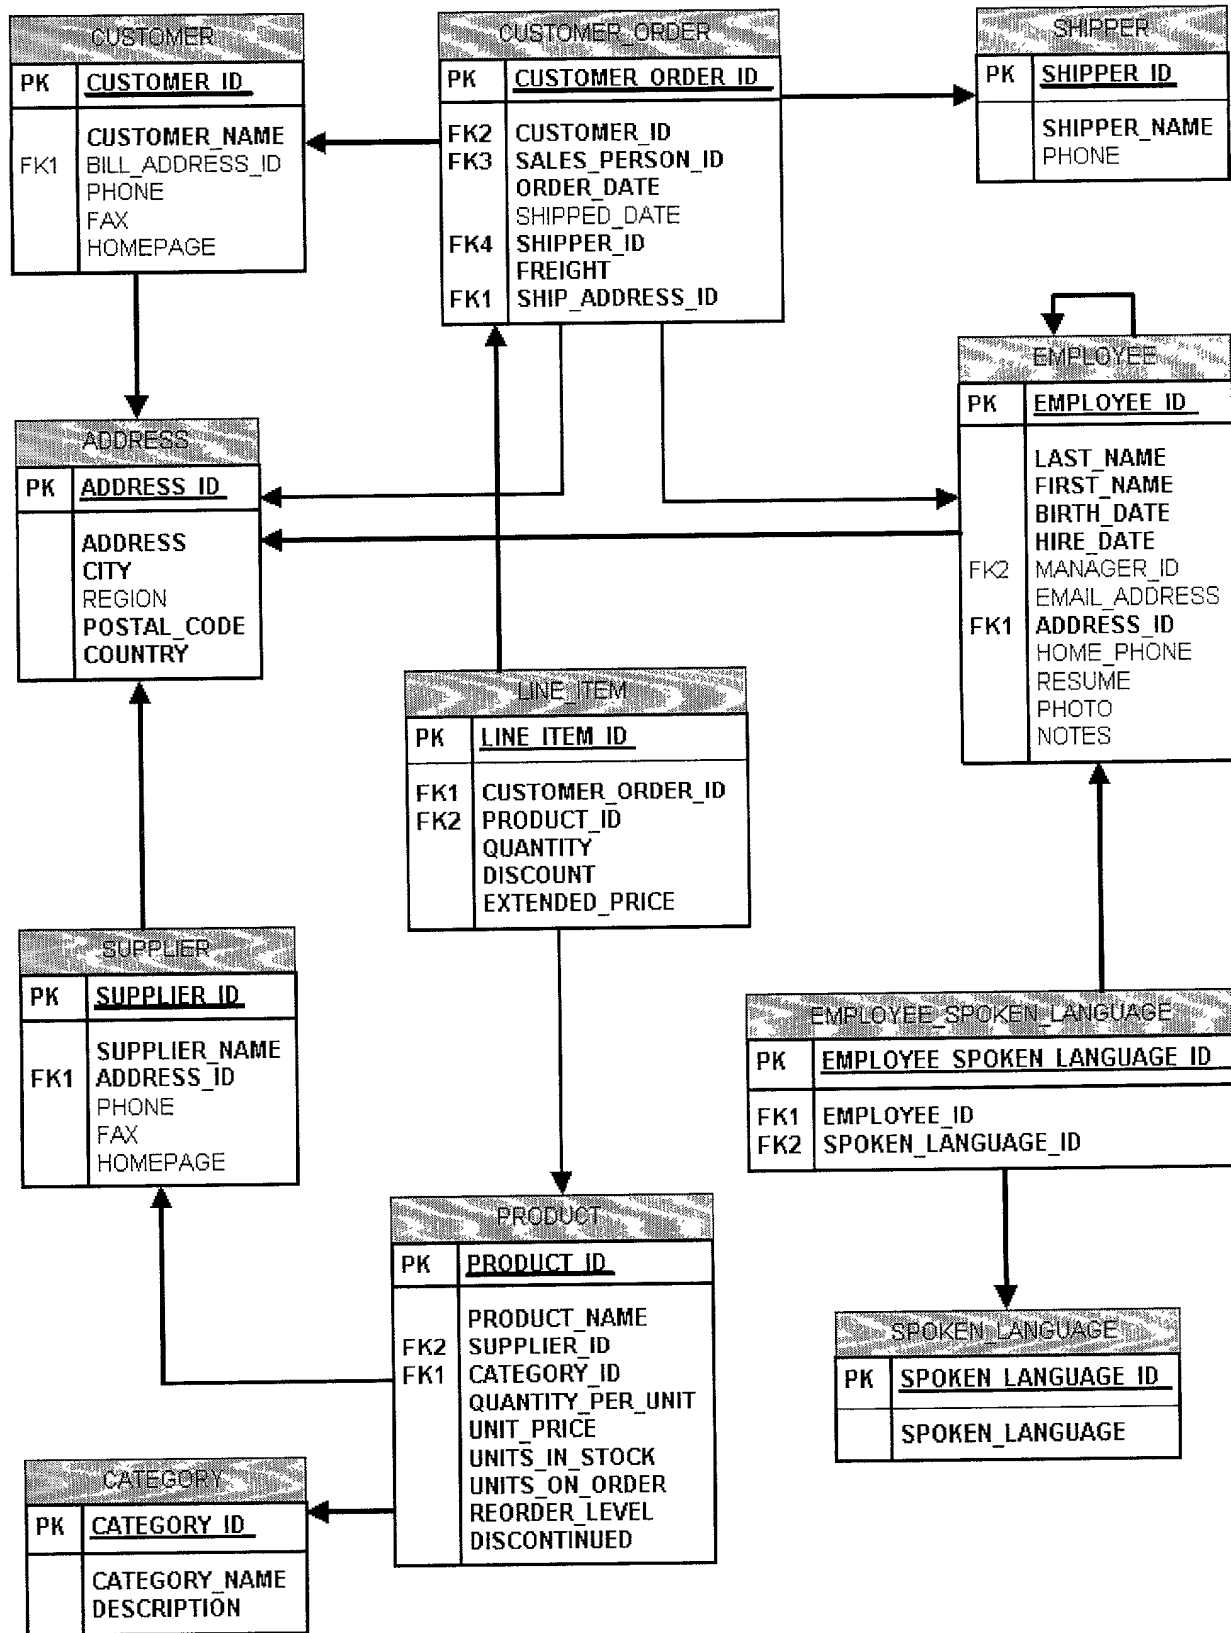 CUSTOMER
PK CUSTOMER_ID
CUSTOMER_NAME
FK1 BILL_ADDRESS_ID
PHONE
FAX
HOMEPAGE
CUSTOMER_ORDER
PK CUSTOMER_ORDER_ID
FK2 CUSTOMER_ID
FK3 SALES_PERSON_ID
ORDER_DATE
SHIPPED_DATE
FK4 SHIPPER_ID
FREIGHT
FK1 SHIP_ADDRESS_ID
SHIPPER
PK SHIPPER_ID
SHIPPER_NAME
PHONE
EMPLOYEE
PK EMPLOYEE_ID
LAST_NAME
FIRST_NAME
BIRTH_DATE
HIRE_DATE
FK2 MANAGER_ID
EMAIL_ADDRESS
FK1 ADDRESS_ID
HOME_PHONE
RESUME
PHOTO
NOTES
ADDRESS
PK ADDRESS_ID
ADDRESS
CITY
REGION
POSTAL_CODE
COUNTRY
LINE_ITEM
PK LINE_ITEM_ID
FK1 CUSTOMER_ORDER_ID
FK2 PRODUCT_ID
QUANTITY
DISCOUNT
EXTENDED_PRICE
SUPPLIER
PK SUPPLIER_ID
SUPPLIER_NAME
FK1 ADDRESS_ID
PHONE
FAX
HOMEPAGE
EMPLOYEE_SPOKEN_LANGUAGE
PK EMPLOYEE_SPOKEN_LANGUAGE_ID
FK1 EMPLOYEE_ID
FK2 SPOKEN_LANGUAGE_ID
PRODUCT
PK PRODUCT_ID
PRODUCT_NAME
FK2 SUPPLIER_ID
FK1 CATEGORY_ID
QUANTITY_PER_UNIT
UNIT_PRICE
UNITS_IN_STOCK
UNITS_ON_ORDER
REORDER_LEVEL
DISCONTINUED
SPOKEN_LANGUAGE
PK SPOKEN_LANGUAGE_ID
SPOKEN_LANGUAGE
CATEGORY
PK CATEGORY_ID
CATEGORY_NAME
DESCRIPTION